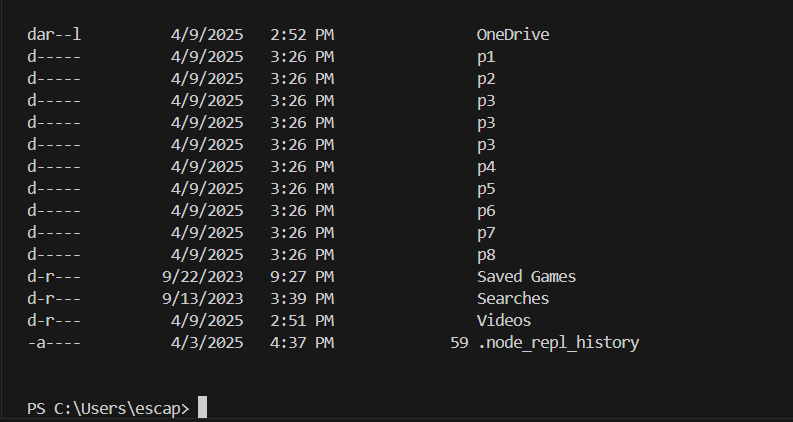 dar--l 4/9/2025 2:52 PM OneDrive
d----- 4/9/2025 3:26 PM p1
d----- 4/9/2025 3:26 PM p2
d----- 4/9/2025 3:26 PM p3
d----- 4/9/2025 3:26 PM p3
d----- 4/9/2025 3:26 PM p3
d----- 4/9/2025 3:26 PM p4
d----- 4/9/2025 3:26 PM p5
d----- 4/9/2025 3:26 PM p6
d----- 4/9/2025 3:26 PM p7
d----- 4/9/2025 3:26 PM p8
d-r--- 9/22/2023 9:27 PM Saved Games
d-r--- 9/13/2023 3:39 PM Searches
d-r--- 4/9/2025 2:51 PM Videos
-a---- 4/3/2025 4:37 PM 59 .node_repl_history
PS C:\Users\escap>